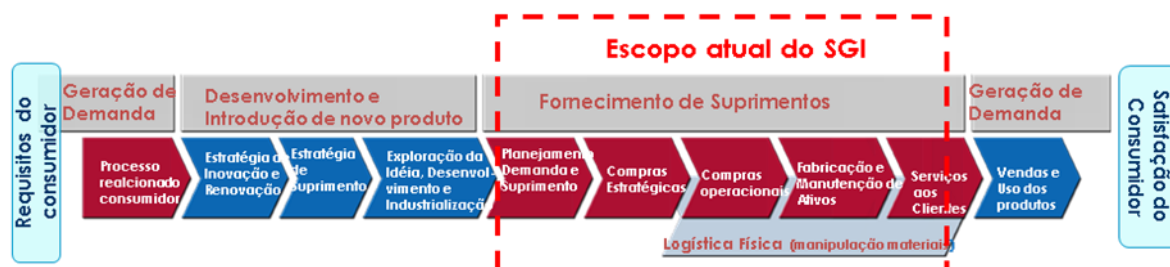 Escopo atual do SGI
Requisitos do
consumidor
Geração de
Demanda
Desenvolvimento e
Introdução de novo produto
Fornecimento de Suprimentos
Geração de
Demanda
Satisfação do
Consumidor
Processo
realcionado
consumidor
Estratégia de
Inovação e
Renovação
Estratégia
de
Suprimento
Exploração da
Idéia, Desenvol-
vimento e
Industrialização
Planejamento
Demanda e
Suprimento
Compras
Estratégicas
Compras
operacionais
Fabricação e
Manutenção de
Ativos
Serviços
aos
Clientes
Vendas e
Uso dos
produtos
Logística Física (manipulação materiais)